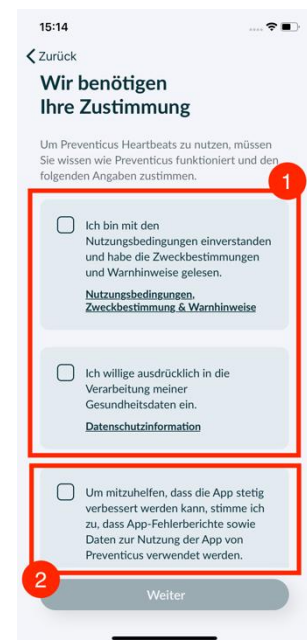 15:14
Zurück
Wir benötigen
Ihre Zustimmung
Um Preventicus Heartbeats zu nutzen, müssen
Sie wissen wie Preventicus funktioniert und den
folgenden Angaben zustimmen.
1
Ich bin mit den
Nutzungsbedingungen einverstanden
und habe die Zweckbestimmungen
und Warnhinweise gelesen.
Nutzungsbedingungen,
Zweckbestimmung & Warnhinweise
Ich willige ausdrücklich in die
Verarbeitung meiner
Gesundheitsdaten ein.
Datenschutzinformation
Um mitzuhelfen, dass die App stetig
verbessert werden kann, stimme ich
zu, dass App-Fehlerberichte sowie
Daten zur Nutzung der App von
Preventicus verwendet werden.
2
Weiter